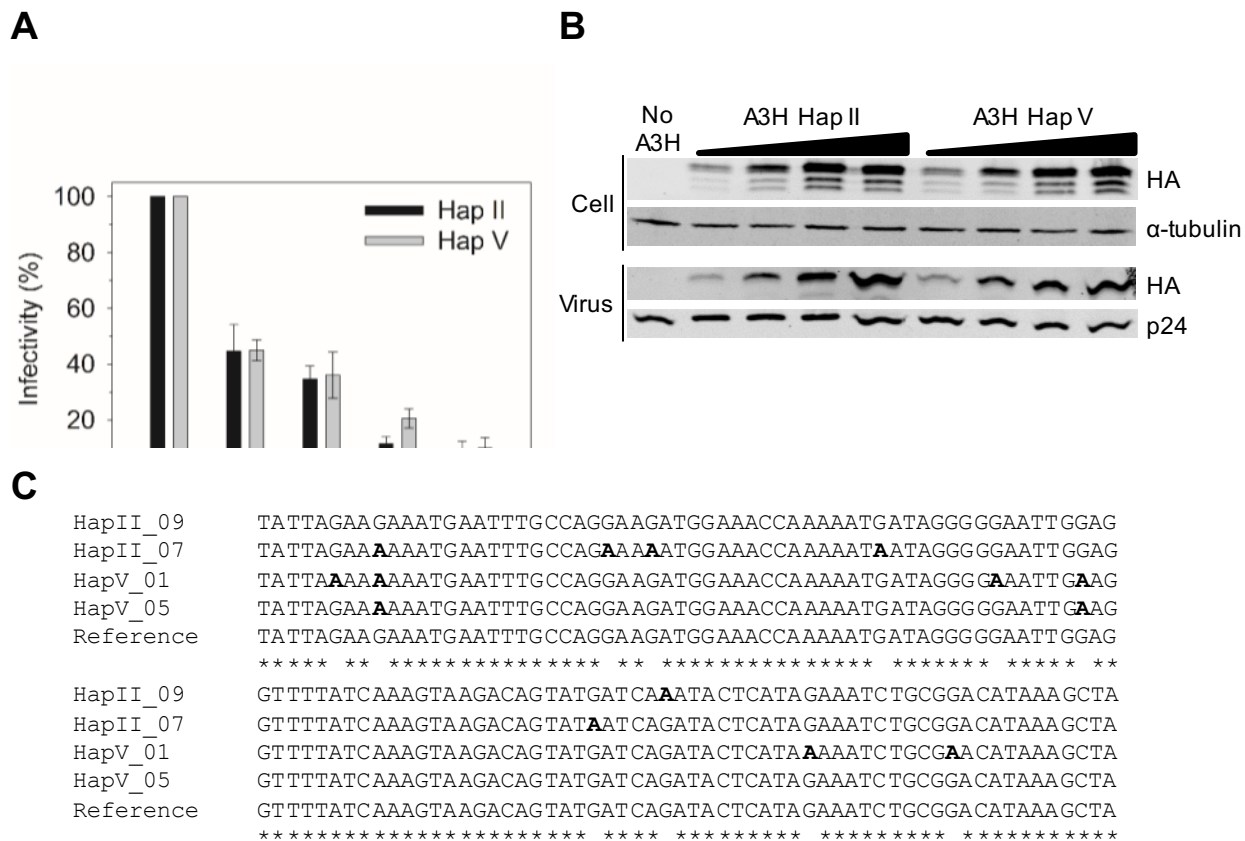 A
B
No A3H
A3H Hap II
A3H Hap V
Cell
HA
α-tubulin
Virus
HA
p24
Infectivity (%)
100
80
60
40
20
Hap II
Hap V
C
HapII_09 TATTAGAAGAAATGAATTTGCCAGGAAGATGGAAACCAAAAATGATAGGGGGAATTGGAG
HapII_07 TATTAGAAAAAATGAATTTGCCAGAAAAATGGAAACCAAAAATAATAGGGGGAATTGGAG
HapV_01 TATTAAAAAAAATGAATTTGCCAGGAAGATGGAAACCAAAAATGATAGGGGAAATTGAAG
HapV_05 TATTAGAAAAAATGAATTTGCCAGGAAGATGGAAACCAAAAATGATAGGGGGAATTGAAG
Reference TATTAGAAGAAATGAATTTGCCAGGAAGATGGAAACCAAAAATGATAGGGGGAATTGGAG
***** ** *************** ** *************** ******* ***** **
HapII_09 GTTTTATCAAAGTAAGACAGTATGATCAAATACTCATAGAAATCTGCGGACATAAAGCTA
HapII_07 GTTTTATCAAAGTAAGACAGTATAATCAGATACTCATAGAAATCTGCGGACATAAAGCTA
HapV_01 GTTTTATCAAAGTAAGACAGTATGATCAGATACTCATAAAAATCTGCGAACATAAAGCTA
HapV_05 GTTTTATCAAAGTAAGACAGTATGATCAGATACTCATAGAAATCTGCGGACATAAAGCTA
Reference GTTTTATCAAAGTAAGACAGTATGATCAGATACTCATAGAAATCTGCGGACATAAAGCTA
*********************** **** ********* ********* ***********